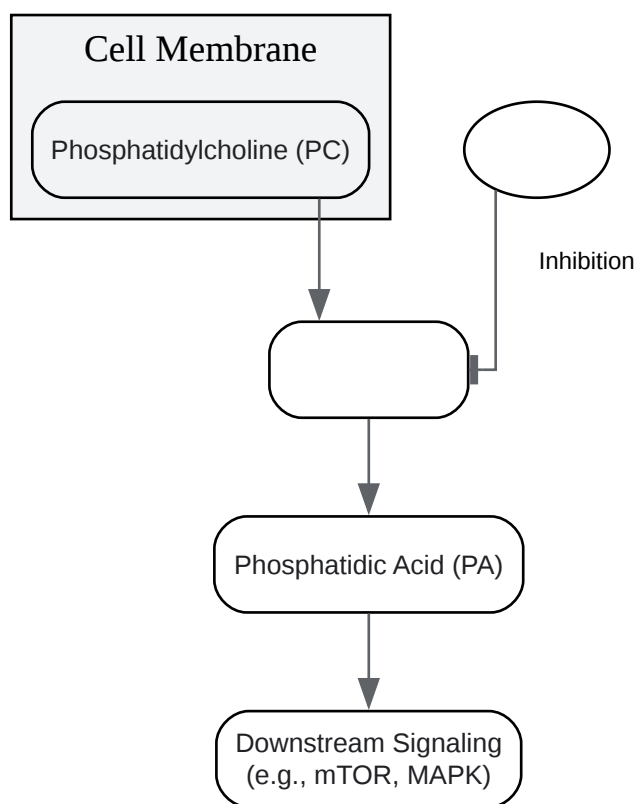 Cell Membrane
Phosphatidylcholine (PC)
Inhibition
Phosphatidic Acid (PA)
Downstream Signaling
(e.g., mTOR, MAPK)